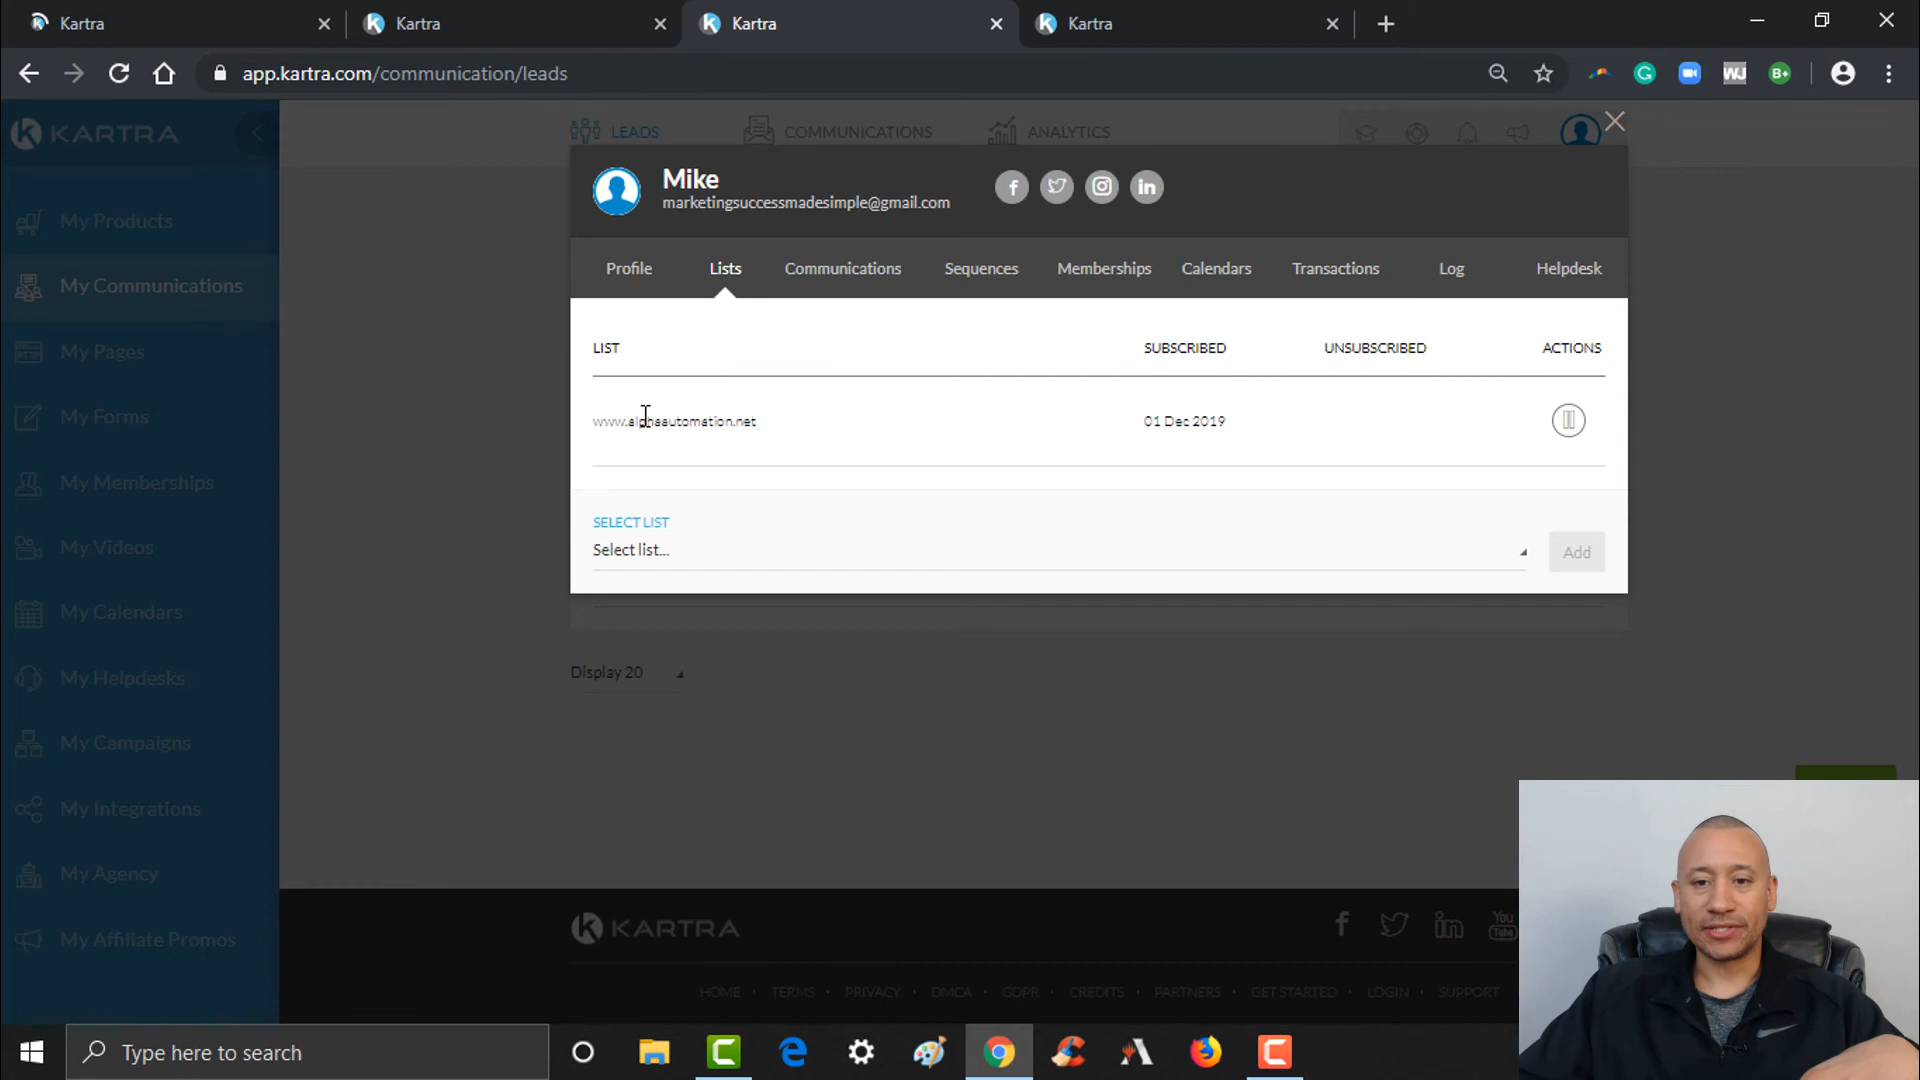 Kartra
Kartra
Kartra
Kartra
app.kartra.com/communication/leads
WJ
B+
KARTRA
LEADS
COMMUNICATIONS
ANALYTICS
Mike
marketingsuccessmadesimple@gmail.com
Profile
Lists
Communications
Sequences
Memberships
Calendars
Transactions
Log
Helpdesk
LIST
SUBSCRIBED
UNSUBSCRIBED
ACTIONS
www.alphaautomation.net
01 Dec 2019
SELECT LIST
Select list...
Add
Display 20
My Products
My Communications
My Pages
My Forms
My Memberships
My Videos
My Calendars
My Helpdesks
My Campaigns
My Integrations
My Agency
My Affiliate Promos
KARTRA
You
Tube
HOME • TERMS • PRIVACY • DMCA • GDPR • CREDITS • PARTNERS • GET STARTED • LOGIN • SUPPORT
Type here to search